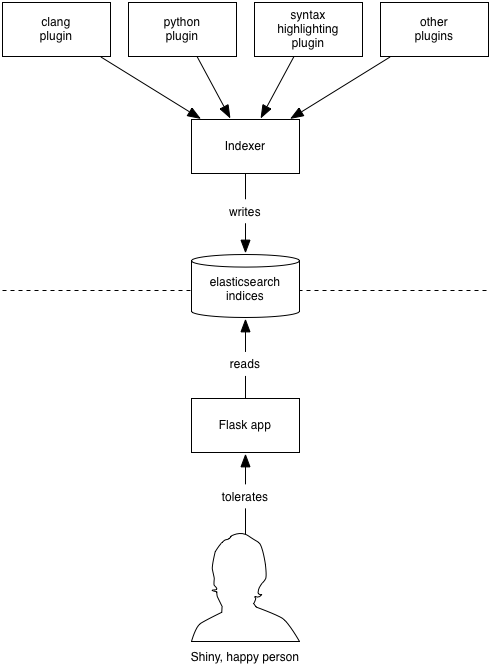 clang
plugin
python
plugin
syntax
highlighting
plugin
other
plugins
Indexer
writes
elasticsearch
indices
reads
Flask app
tolerates
Shiny, happy person